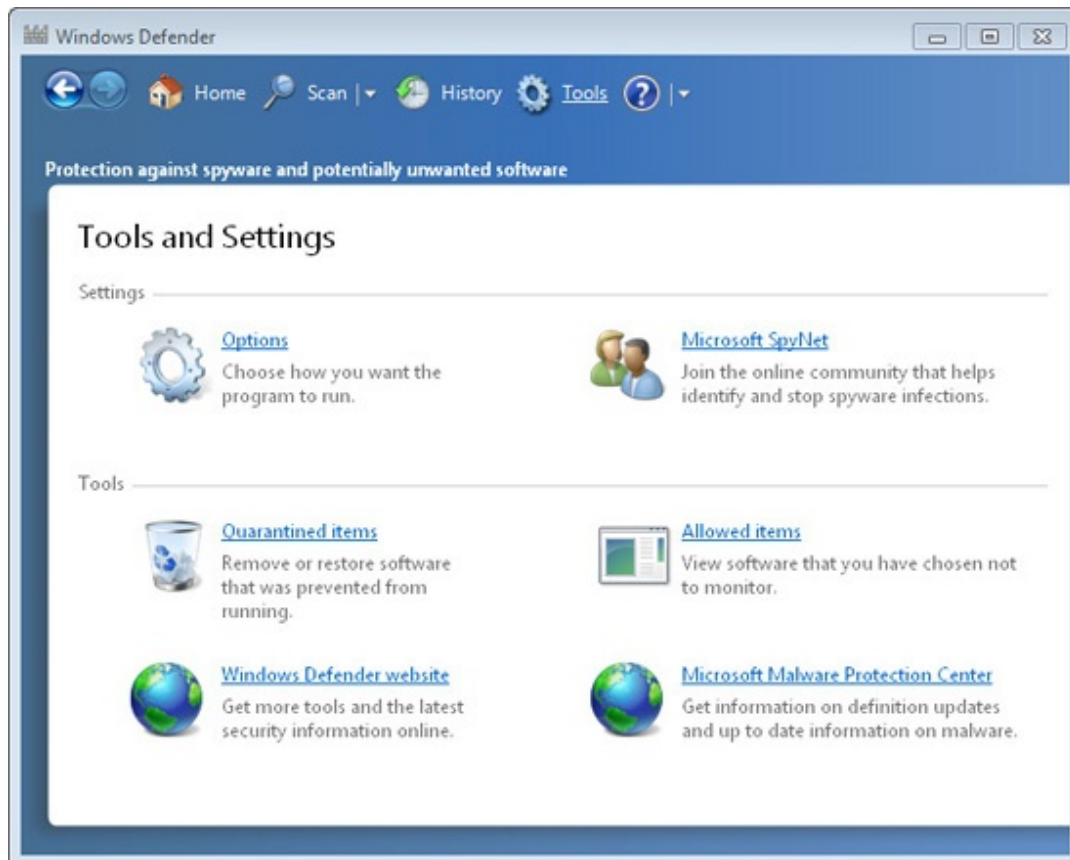 Windows Defender
Home Scan | History Tools ? |
Protection against spyware and potentially unwanted software
Tools and Settings
Settings
Options
Choose how you want the
program to run.
Microsoft SpyNet
Join the online community that helps
identify and stop spyware infections.
Tools
Quarantined items
Remove or restore software
that was prevented from
running.
Allowed items
View software that you have chosen not
to monitor.
Windows Defender website
Get more tools and the latest
security information online.
Microsoft Malware Protection Center
Get information on definition updates
and up to date information on malware.